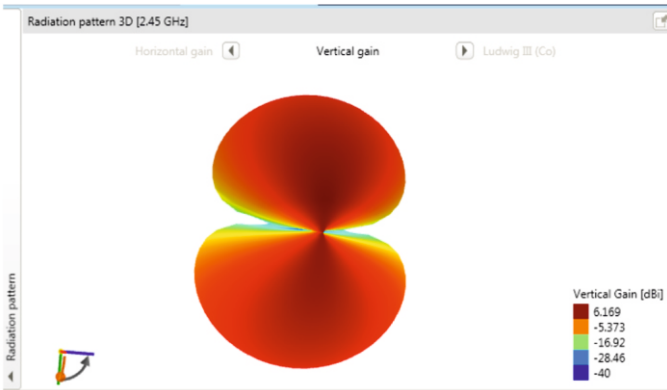 Radiation pattern 3D [2.45 GHz]
Horizontal gain Vertical gain Ludwig III (Co)
Radiation pattern
Vertical Gain [dBi]
6.169
-5.373
-16.92
-28.46
-40